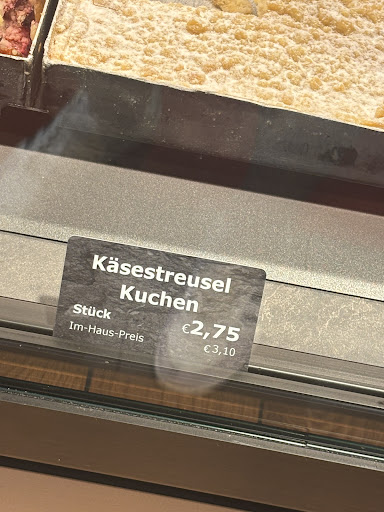 Käsestreusel
Kuchen
Stück €2,75
Im-Haus-Preis €3,10